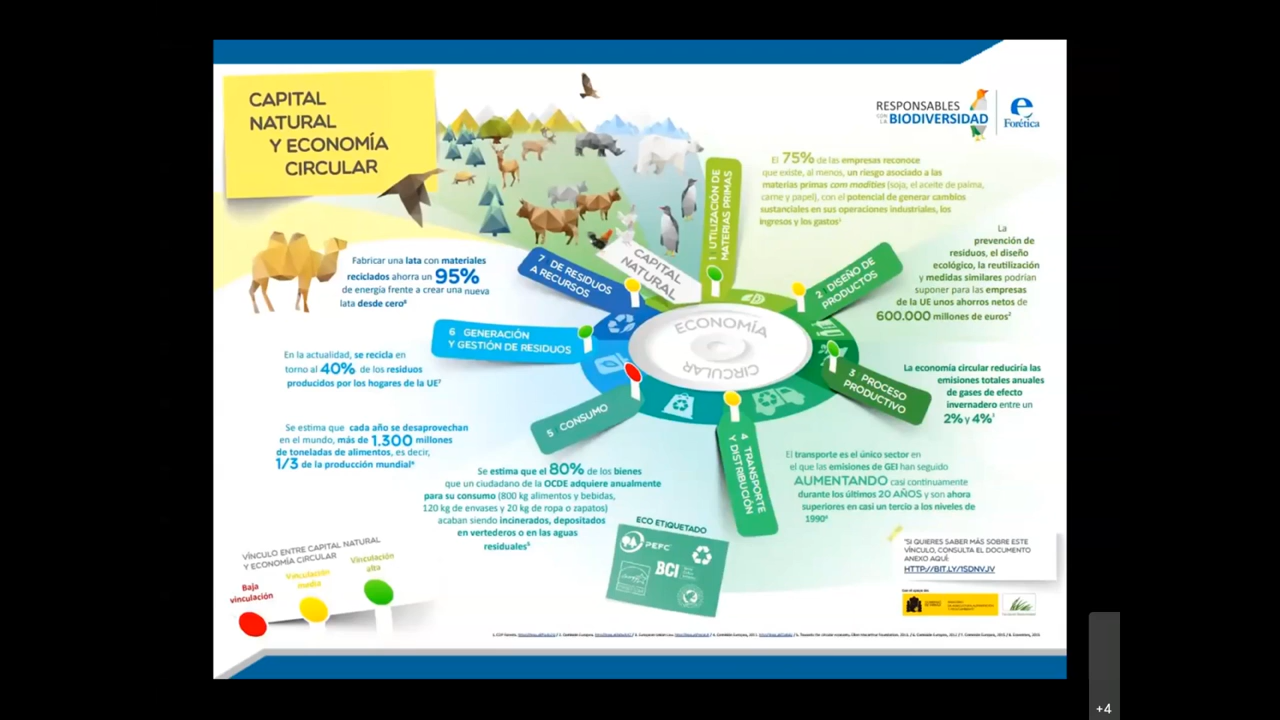 CAPITAL
NATURAL
Y ECONOMÍA
CIRCULAR
RESPONSABLES
CON LA BIODIVERSIDAD
e
Forética
CAPITAL
NATURAL
ECONOMÍA
CIRCULAR
1 UTILIZACIÓN DE
MATERIAS PRIMAS
El 75% de las empresas reconoce
que existe, al menos, un riesgo asociado a las
materias primas com modities (soja, el aceite de palma,
carne y papel), con el potencial de generar cambios
sustanciales en sus operaciones industriales, los
ingresos y los gastos¹
2 DISEÑO DE
PRODUCTOS
La
prevención de
residuos, el diseño
ecológico, la reutilización
y medidas similares podrían
suponer para las empresas
de la UE unos ahorros netos de
600.000 millones de euros²
3 PROCESO
PRODUCTIVO
La economía circular reduciría las
emisiones totales anuales
de gases de efecto
invernadero entre un
2% y 4%³
4 TRANSPORTE
Y DISTRIBUCIÓN
El transporte es el único sector en
el que las emisiones de GEI han seguido
AUMENTANDO casi continuamente
durante los últimos 20 AÑOS y son ahora
superiores en casi un tercio a los niveles de
1990⁴
5 CONSUMO
Se estima que el 80% de los bienes
que un ciudadano de la OCDE adquiere anualmente
para su consumo (800 kg alimentos y bebidas,
120 kg de envases y 20 kg de ropa o zapatos)
acaban siendo incinerados, depositados
en vertederos o en las aguas
residuales⁵
Se estima que cada año se desaprovechan
en el mundo, más de 1.300 millones
de toneladas de alimentos, es decir,
1/3 de la producción mundial⁶
6 GENERACIÓN
Y GESTIÓN DE RESIDUOS
En la actualidad, se recicla en
torno al 40% de los residuos
producidos por los hogares de la UE⁷
7 DE RESIDUOS
A RECURSOS
Fabricar una lata con materiales
reciclados ahorra un 95%
de energía frente a crear una nueva
lata desde cero⁸
ECO ETIQUETADO
PEFC
BCI
VÍNCULO ENTRE CAPITAL NATURAL
Y ECONOMÍA CIRCULAR
Baja
vinculación
Vinculación
media
Vinculación
alta
"SI QUIERES SABER MÁS SOBRE ESTE
VÍNCULO, CONSULTA EL DOCUMENTO
ANEXO AQUÍ:
HTTP://BIT.LY/1SDNVJV
Con el apoyo de:
+4